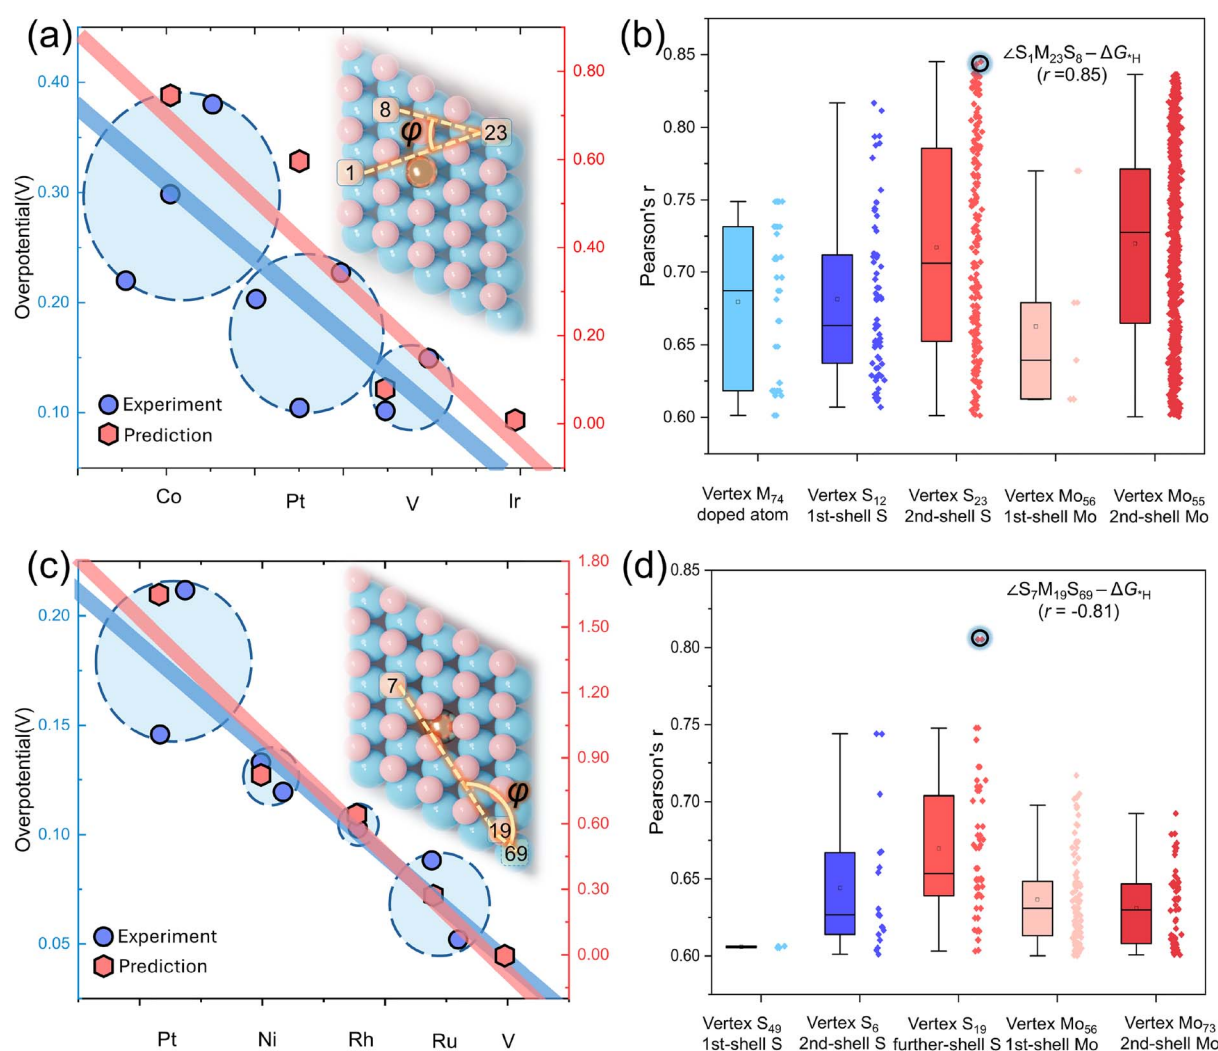 (a)
Overpotential(V)
0.40
0.30
0.20
0.10
0.80
0.60
0.40
0.20
0.00
8
φ
23
1
Experiment
Prediction
Co Pt V Ir
(b)
Pearson's r
0.85
0.80
0.75
0.70
0.65
0.60
∠S₁M₂₃S₈ – ΔG*H
(r =0.85)
Vertex M₇₄
doped atom
Vertex S₁₂
1st-shell S
Vertex S₂₃
2nd-shell S
Vertex Mo₅₆
1st-shell Mo
Vertex Mo₅₅
2nd-shell Mo
(c)
Overpotential(V)
0.20
0.15
0.10
0.05
1.80
1.50
1.20
0.90
0.60
0.30
0.00
7
φ
19
69
Experiment
Prediction
Pt Ni Rh Ru V
(d)
Pearson's r
0.85
0.80
0.75
0.70
0.65
0.60
∠S₇M₁₉S₆₉ – ΔG*H
(r = -0.81)
Vertex S₄₉
1st-shell S
Vertex S₆
2nd-shell S
Vertex S₁₉
further-shell S
Vertex Mo₅₆
1st-shell Mo
Vertex Mo₇₃
2nd-shell Mo